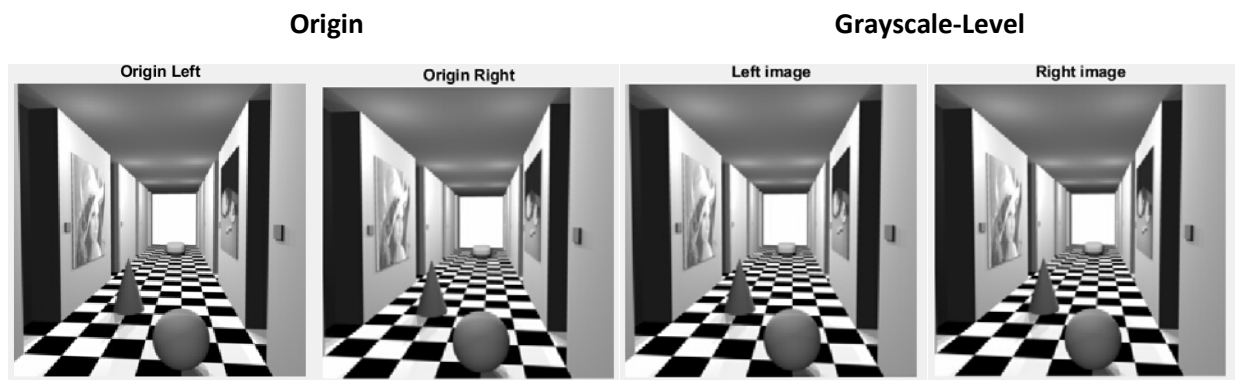 Origin
Grayscale-Level
Origin Left
Origin Right
Left image
Right image